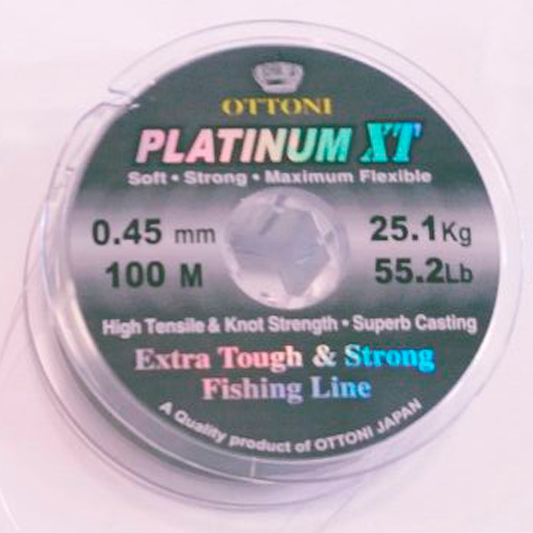 OTTONI
PLATINUM XT
Soft • Strong • Maximum Flexible
0.45 mm
25.1Kg
100 M
55.2Lb
High Tensile & Knot Strength • Superb Casting
Extra Tough & Strong
Fishing Line
A Quality product of OTTONI JAPAN